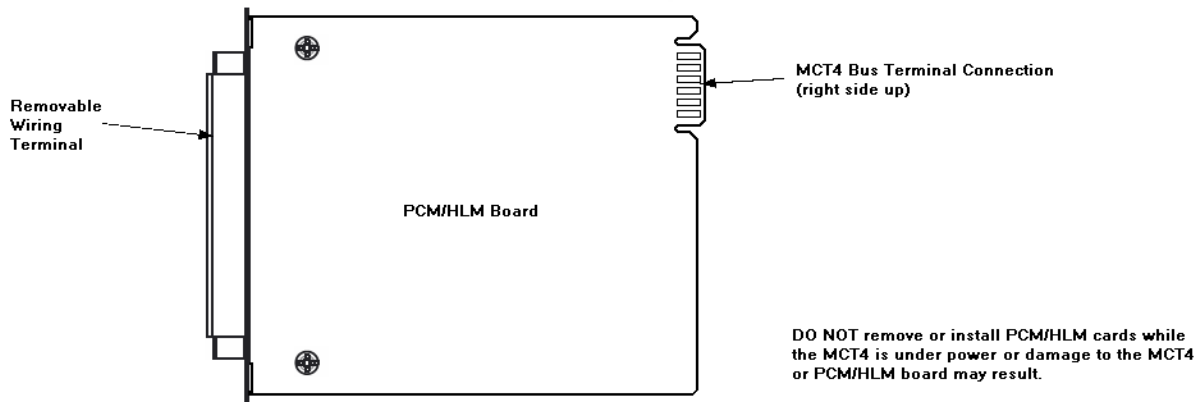 MCT4 Bus Terminal Connection
(right side up)
Removable
Wiring
Terminal
PCM/HLM Board
DO NOT remove or install PCM/HLM cards while
the MCT4 is under power or damage to the MCT4
or PCM/HLM board may result.